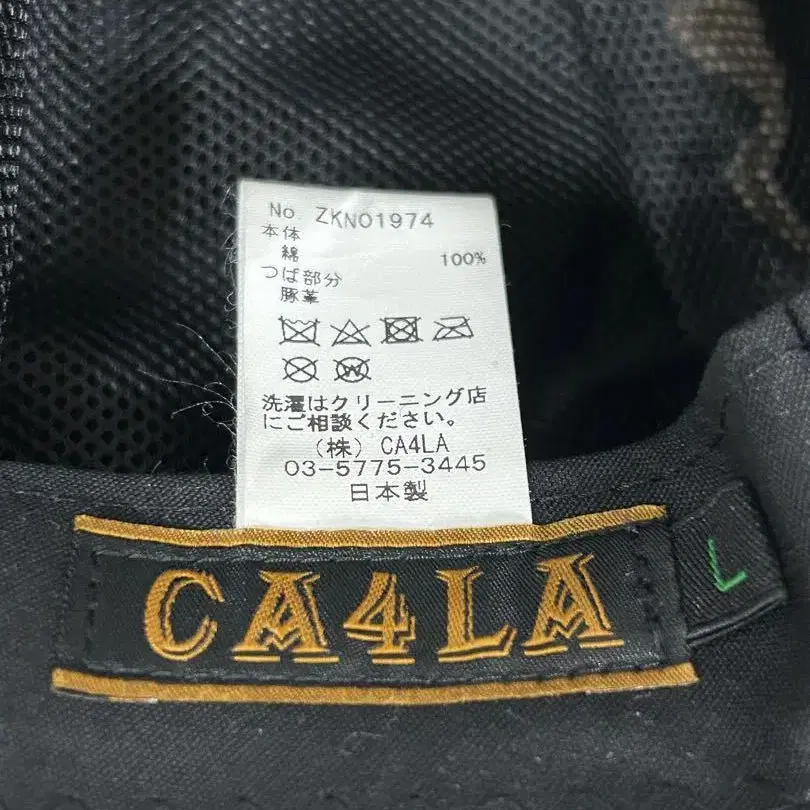 No. ZKN01974
本体
綿 100%
つば部分
豚革
洗濯はクリーニング店
にご相談ください。
(株) CA4LA
03-5775-3445
日本製
CA4LA
L